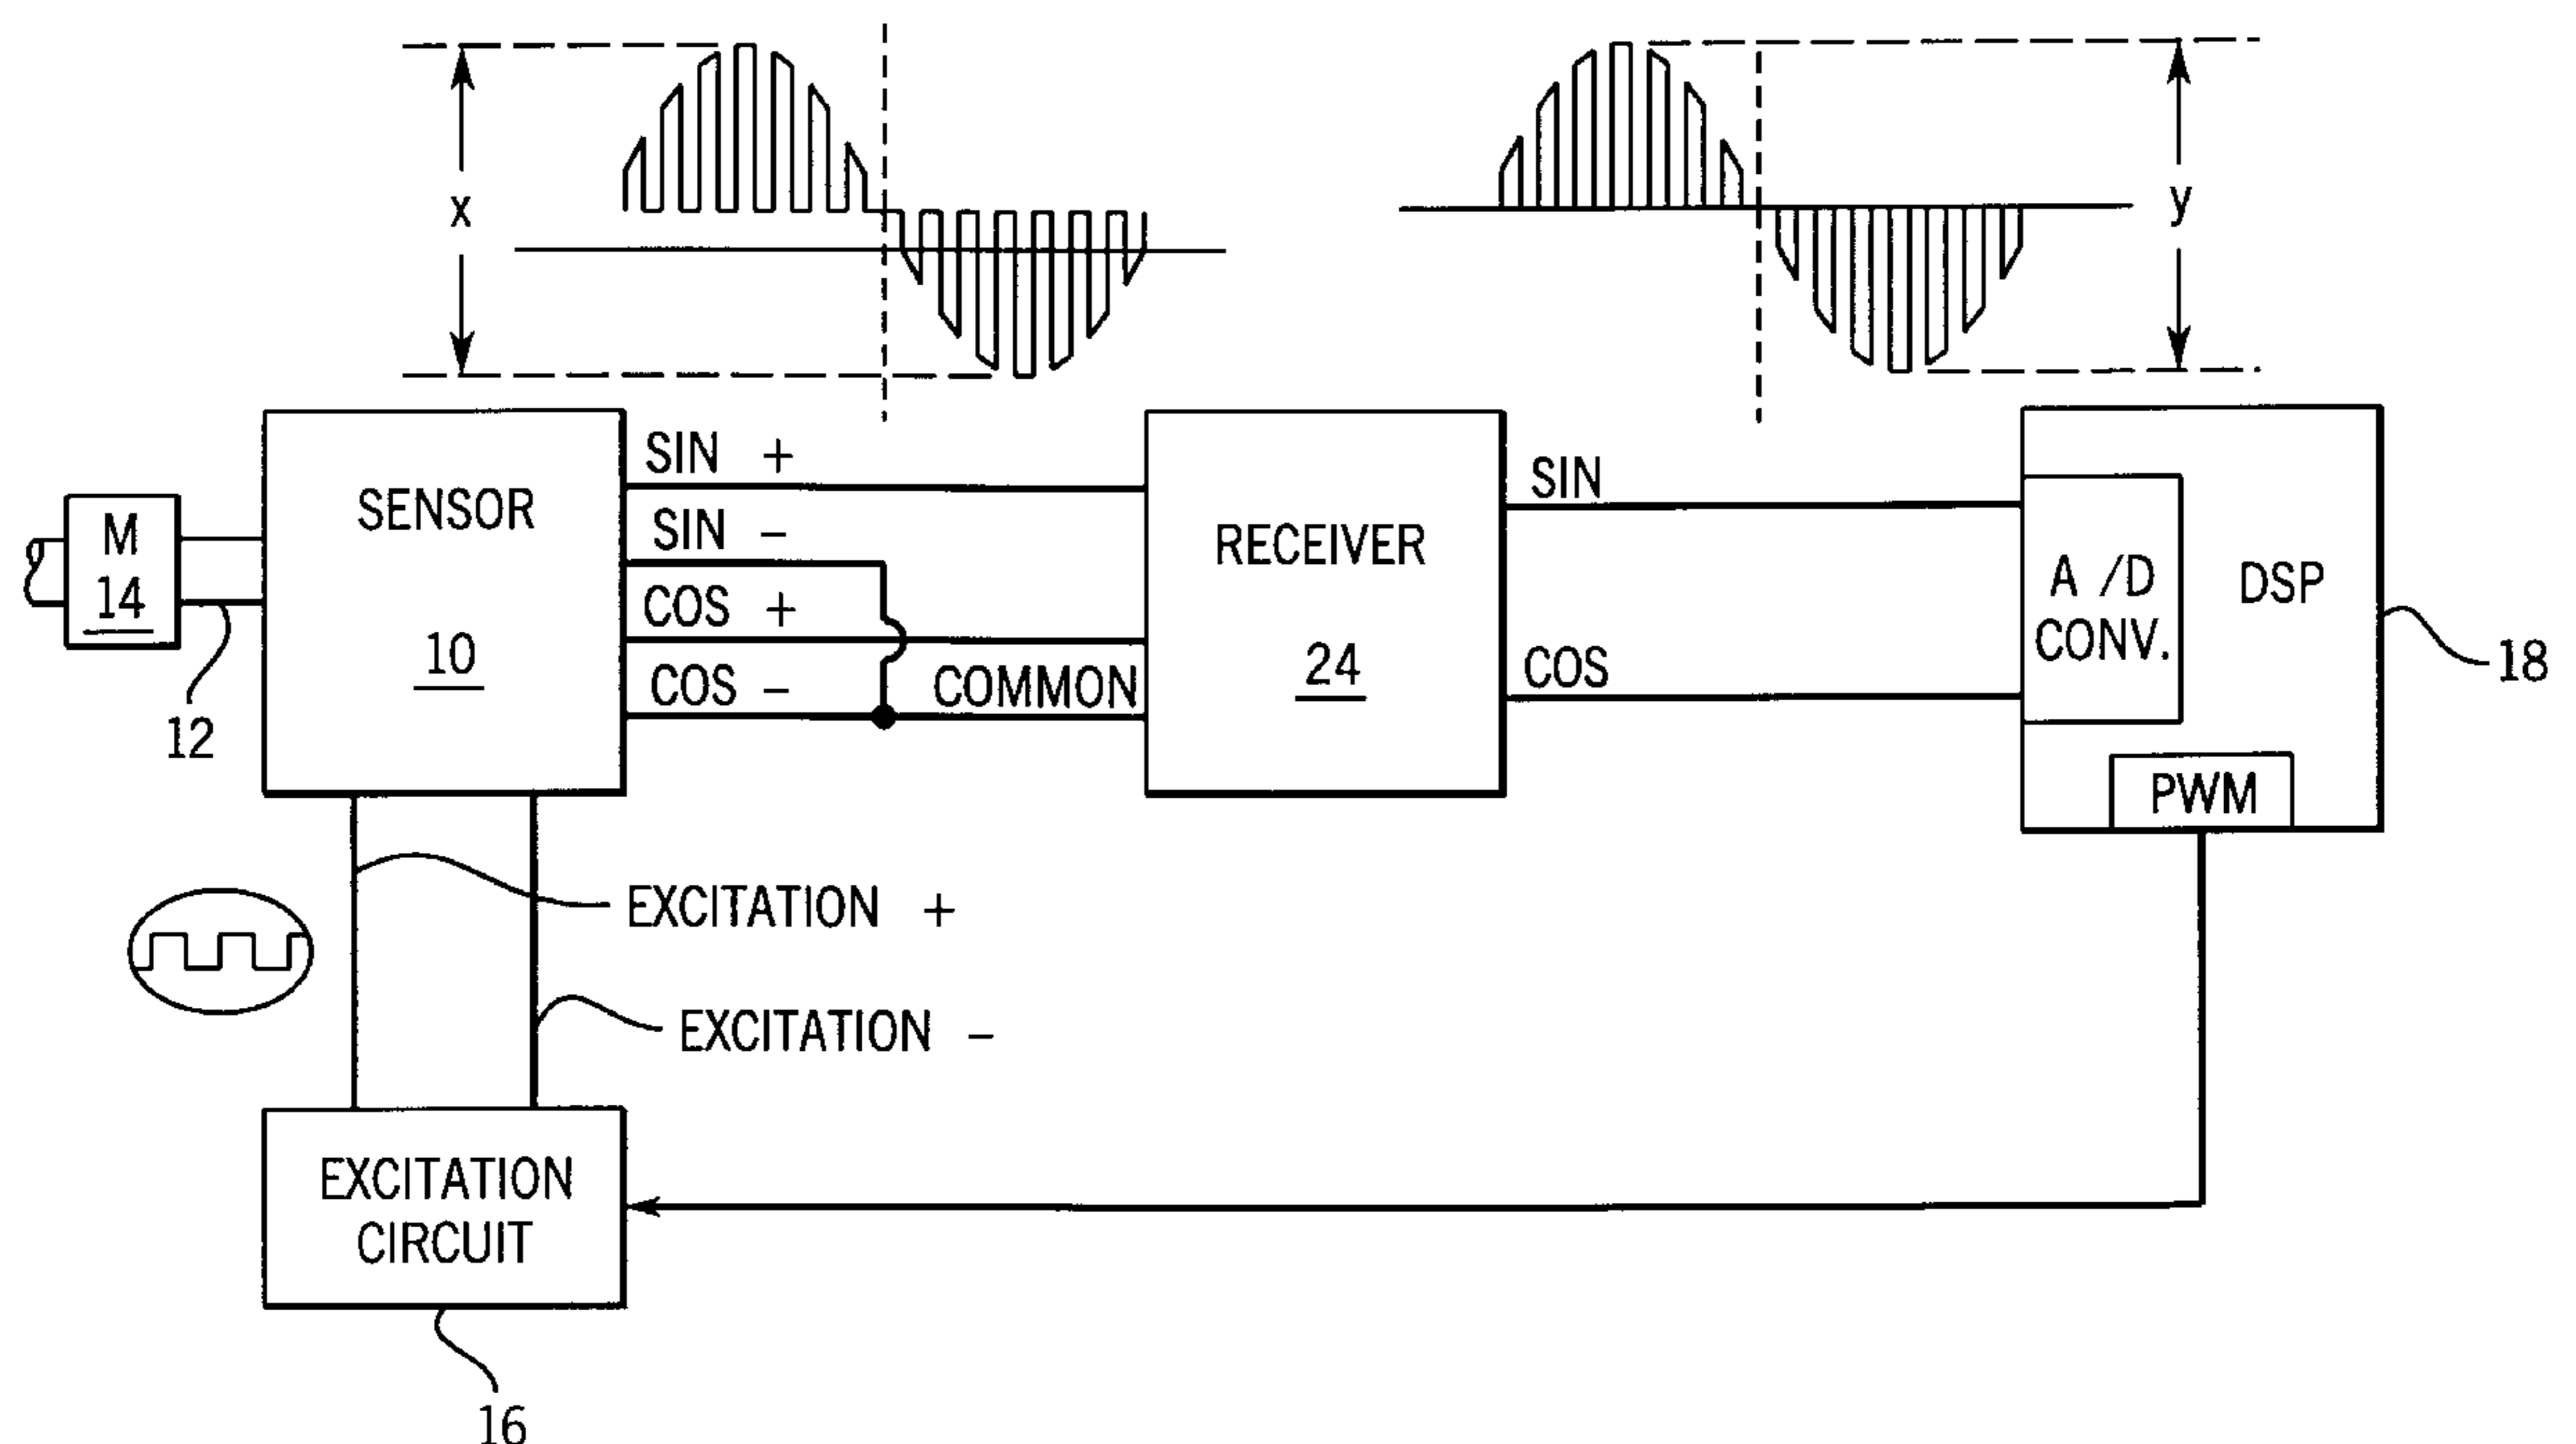 x
y
SENSOR
10
M
14
12
SIN +
SIN -
COS +
COS -
COMMON
RECEIVER
24
SIN
COS
A/D
CONV.
DSP
PWM
18
EXCITATION +
EXCITATION -
EXCITATION
CIRCUIT
16